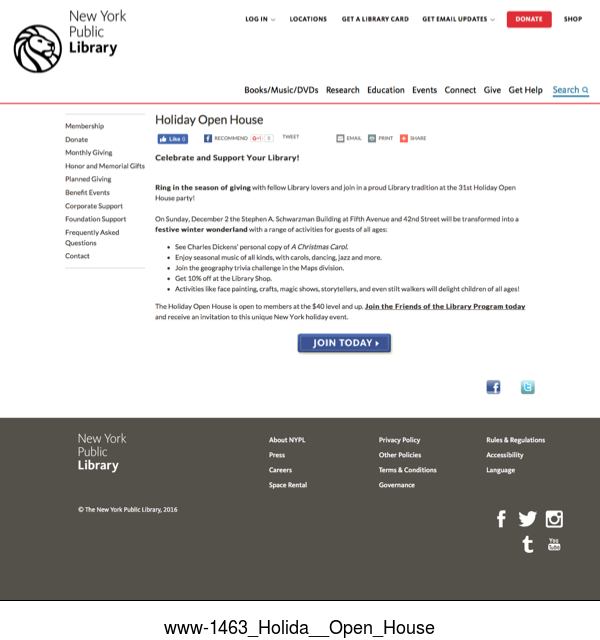 New York
Public
Library
LOG IN
LOCATIONS
GET A LIBRARY CARD
GET EMAIL UPDATES
DONATE
SHOP
Books/Music/DVDs Research Education Events Connect Give Get Help Search
Membership
Donate
Monthly Giving
Honor and Memorial Gifts
Planned Giving
Benefit Events
Corporate Support
Foundation Support
Frequently Asked
Questions
Contact
Holiday Open House
Like 0
RECOMMEND
G+1 0
TWEET
EMAIL
PRINT
SHARE
Celebrate and Support Your Library!
Ring in the season of giving with fellow Library lovers and join in a proud Library tradition at the 31st Holiday Open
House party!
On Sunday, December 2 the Stephen A. Schwarzman Building at Fifth Avenue and 42nd Street will be transformed into a
festive winter wonderland with a range of activities for guests of all ages:
• See Charles Dickens' personal copy of A Christmas Carol.
• Enjoy seasonal music of all kinds, with carols, dancing, jazz and more.
• Join the geography trivia challenge in the Maps division.
• Get 10% off at the Library Shop.
• Activities like face painting, crafts, magic shows, storytellers, and even stilt walkers will delight children of all ages!
The Holiday Open House is open to members at the $40 level and up. Join the Friends of the Library Program today
and receive an invitation to this unique New York holiday event.
JOIN TODAY
New York
Public
Library
About NYPL
Press
Careers
Space Rental
Privacy Policy
Other Policies
Terms & Conditions
Governance
Rules & Regulations
Accessibility
Language
© The New York Public Library, 2016
You
Tube
www-1463_Holida__Open_House